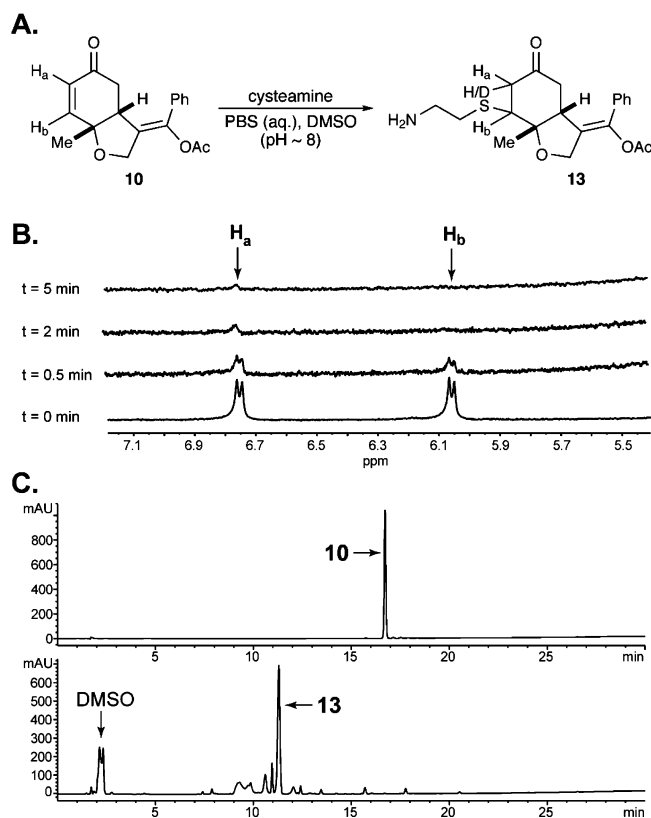 A.
O
Ha
Hb
H
Ph
Me
O
OAc
10
cysteamine
PBS (aq.), DMSO
(pH ~ 8)
O
Ha
H/D
S
H2N
Hb
H
Ph
Me
O
OAc
13
B.
Ha
Hb
t = 5 min
t = 2 min
t = 0.5 min
t = 0 min
7.1 6.9 6.7 6.5 6.3 6.1 5.9 5.7 5.5
ppm
C.
mAU
800
600
400
200
0
10
5 10 15 20 25 min
mAU
600
500
400
300
200
100
0
DMSO
13
5 10 15 20 25 min